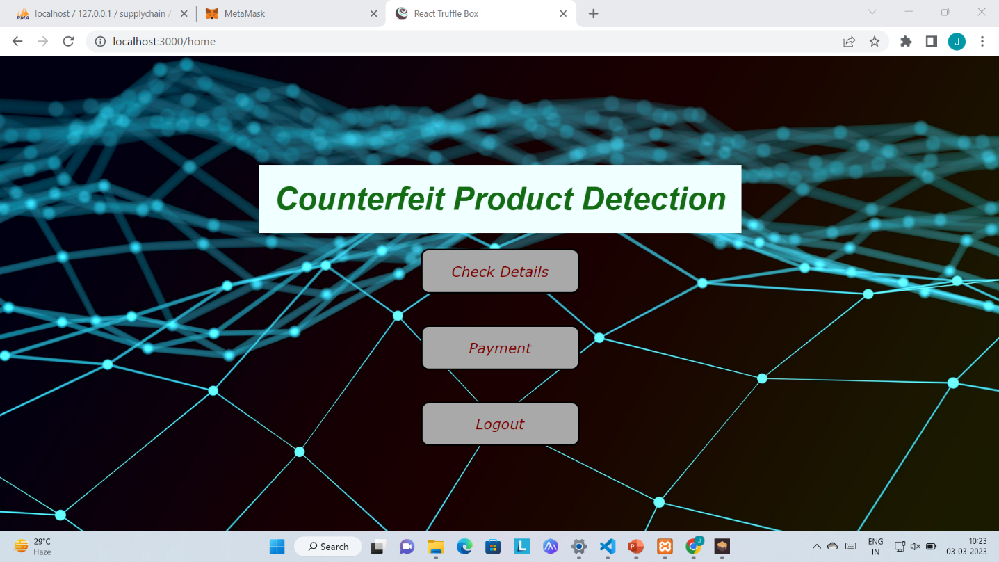 localhost / 127.0.0.1 / supplychain /
MetaMask
React Truffle Box
localhost:3000/home
J
Counterfeit Product Detection
Check Details
Payment
Logout
29°C
Haze
Search
L
J
ENG
IN
10:23
03-03-2023